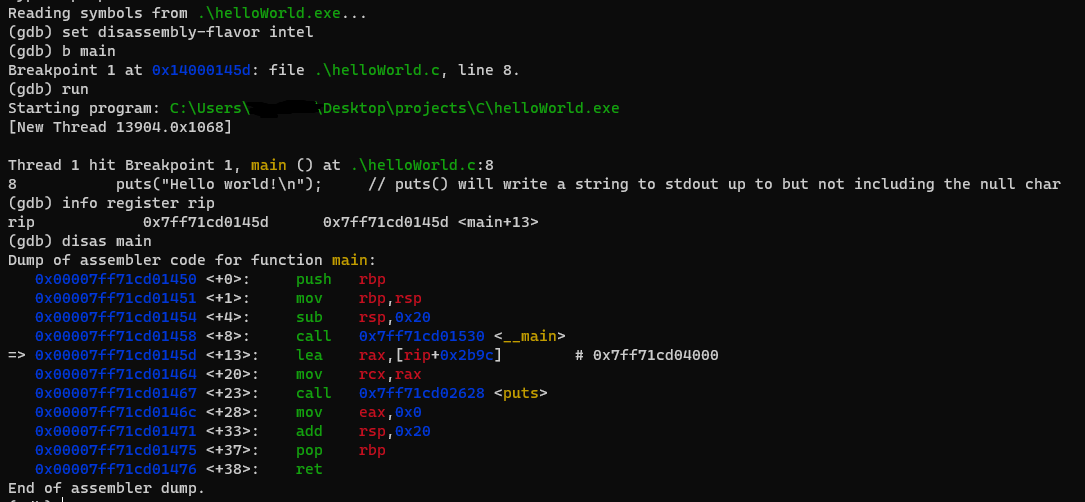 Reading symbols from .\helloWorld.exe...
(gdb) set disassembly-flavor intel
(gdb) b main
Breakpoint 1 at 0x14000145d: file .\helloWorld.c, line 8.
(gdb) run
Starting program: C:\Users\ \Desktop\projects\C\helloWorld.exe
[New Thread 13904.0x1068]

Thread 1 hit Breakpoint 1, main () at .\helloWorld.c:8
8           puts("Hello world!\n");     // puts() will write a string to stdout up to but not including the null char
(gdb) info register rip
rip            0x7ff71cd0145d      0x7ff71cd0145d <main+13>
(gdb) disas main
Dump of assembler code for function main:
   0x00007ff71cd01450 <+0>:     push   rbp
   0x00007ff71cd01451 <+1>:     mov    rbp,rsp
   0x00007ff71cd01454 <+4>:     sub    rsp,0x20
   0x00007ff71cd01458 <+8>:     call   0x7ff71cd01530 <__main>
=> 0x00007ff71cd0145d <+13>:    lea    rax,[rip+0x2b9c]        # 0x7ff71cd04000
   0x00007ff71cd01464 <+20>:    mov    rcx,rax
   0x00007ff71cd01467 <+23>:    call   0x7ff71cd02628 <puts>
   0x00007ff71cd0146c <+28>:    mov    eax,0x0
   0x00007ff71cd01471 <+33>:    add    rsp,0x20
   0x00007ff71cd01475 <+37>:    pop    rbp
   0x00007ff71cd01476 <+38>:    ret
End of assembler dump.